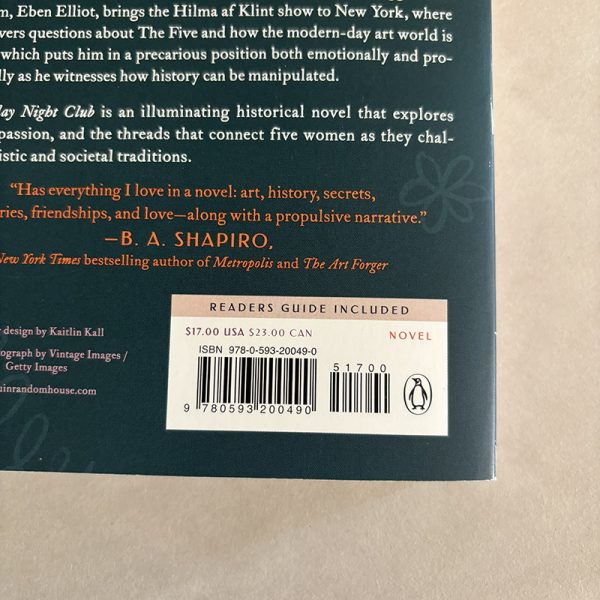 m, Eben Elliot, brings the Hilma af Klint show to New York, where
vers questions about The Five and how the modern-day art world is
which puts him in a precarious position both emotionally and pro-
lly as he witnesses how history can be manipulated.
lay Night Club is an illuminating historical novel that explores
passion, and the threads that connect five women as they chal-
istic and societal traditions.
“Has everything I love in a novel: art, history, secrets,
ries, friendships, and love—along with a propulsive narrative.”
—B. A. SHAPIRO,
New York Times bestselling author of Metropolis and The Art Forger
READERS GUIDE INCLUDED
$17.00 USA $23.00 CAN
NOVEL
ISBN 978-0-593-20049-0
51700
9 780593 200490
r design by Kaitlin Kall
tograph by Vintage Images /
Getty Images
uinrandomhouse.com